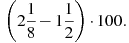 (2 1/8 − 1 1/2) · 100.